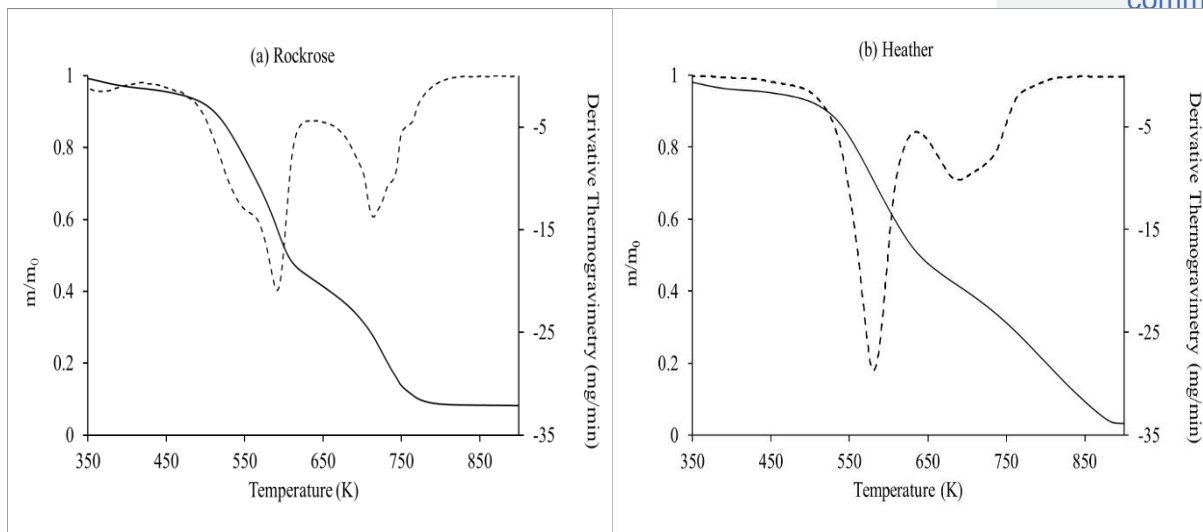 comm
(a) Rockrose
1
0.8
0.6
0.4
0.2
0
m/m₀
350 450 550 650 750 850
Temperature (K)
-5
-15
-25
-35
Derivative Thermogravimetry (mg/min)
(b) Heather
1
0.8
0.6
0.4
0.2
0
m/m₀
350 450 550 650 750 850
Temperature (K)
-5
-15
-25
-35
Derivative Thermogravimetry (mg/min)